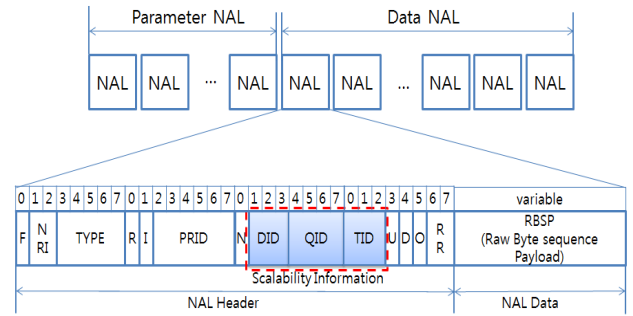 Parameter NAL Data NAL
NAL NAL ... NAL NAL NAL ... NAL NAL NAL
0 1 2 3 4 5 6 7 0 1 2 3 4 5 6 7 0 1 2 3 4 5 6 7 0 1 2 3 4 5 6 7 variable
F N RI TYPE R I PRID N DID QID TID U D O R R RBSP
(Raw Byte sequence
Payload)
Scalability Information
NAL Header NAL Data